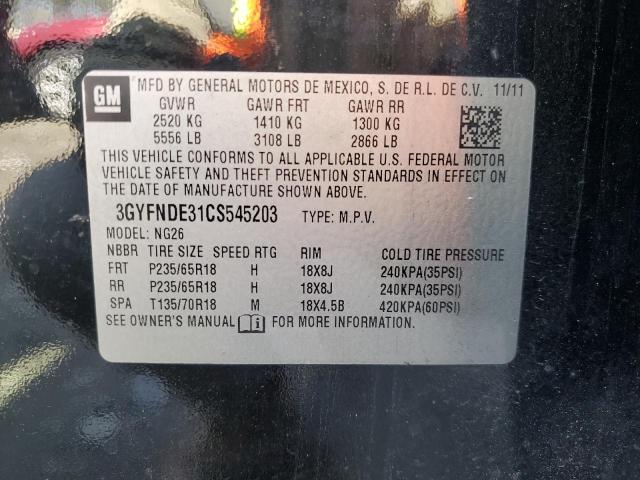 GM
MFD BY GENERAL MOTORS DE MEXICO, S. DE R.L. DE C.V. 11/11
GVWR GAWR FRT GAWR RR
2520 KG 1410 KG 1300 KG
5556 LB 3108 LB 2866 LB
THIS VEHICLE CONFORMS TO ALL APPLICABLE U.S. FEDERAL MOTOR
VEHICLE SAFETY AND THEFT PREVENTION STANDARDS IN EFFECT ON
THE DATE OF MANUFACTURE SHOWN ABOVE.
3GYFNDE31CS545203 TYPE: M.P.V.
MODEL: NG26
NBBR TIRE SIZE SPEED RTG RIM COLD TIRE PRESSURE
FRT P235/65R18 H 18X8J 240KPA(35PSI)
RR P235/65R18 H 18X8J 240KPA(35PSI)
SPA T135/70R18 M 18X4.5B 420KPA(60PSI)
SEE OWNER'S MANUAL FOR MORE INFORMATION.